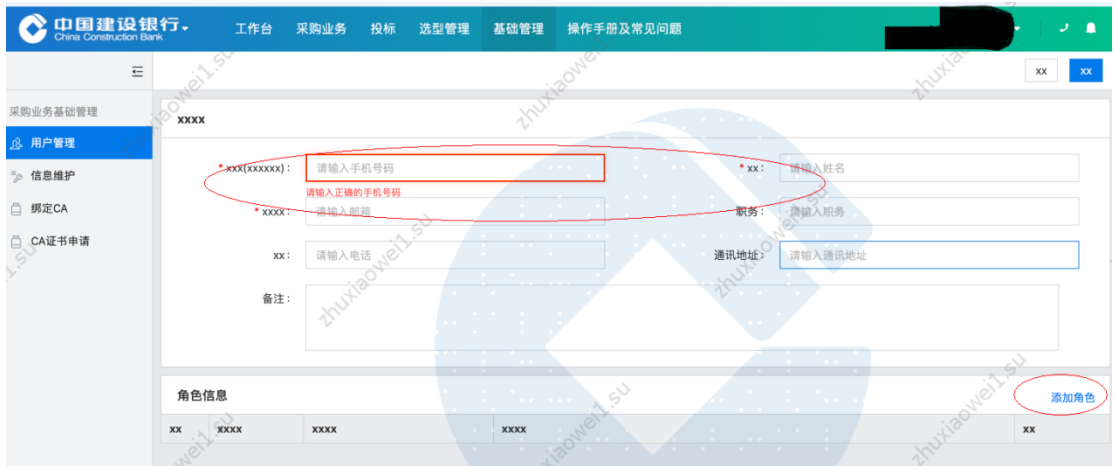 中国建设银行 工作台 采购业务 投标 选型管理 基础管理 操作手册及常见问题
China Construction Bank
xx xx
采购业务基础管理
xxxx
用户管理
* xxx(xxxxxx)： 请输入手机号码 * xx： 请输入姓名
信息维护
请输入正确的手机号码
绑定CA
* xxxx： 请输入邮箱 职务： 请输入职务
CA证书申请
xx： 请输入电话 通讯地址： 请输入通讯地址
备注：
角色信息 添加角色
xx xxxx xxxx xxxx xx
zhuxiaowei1.su